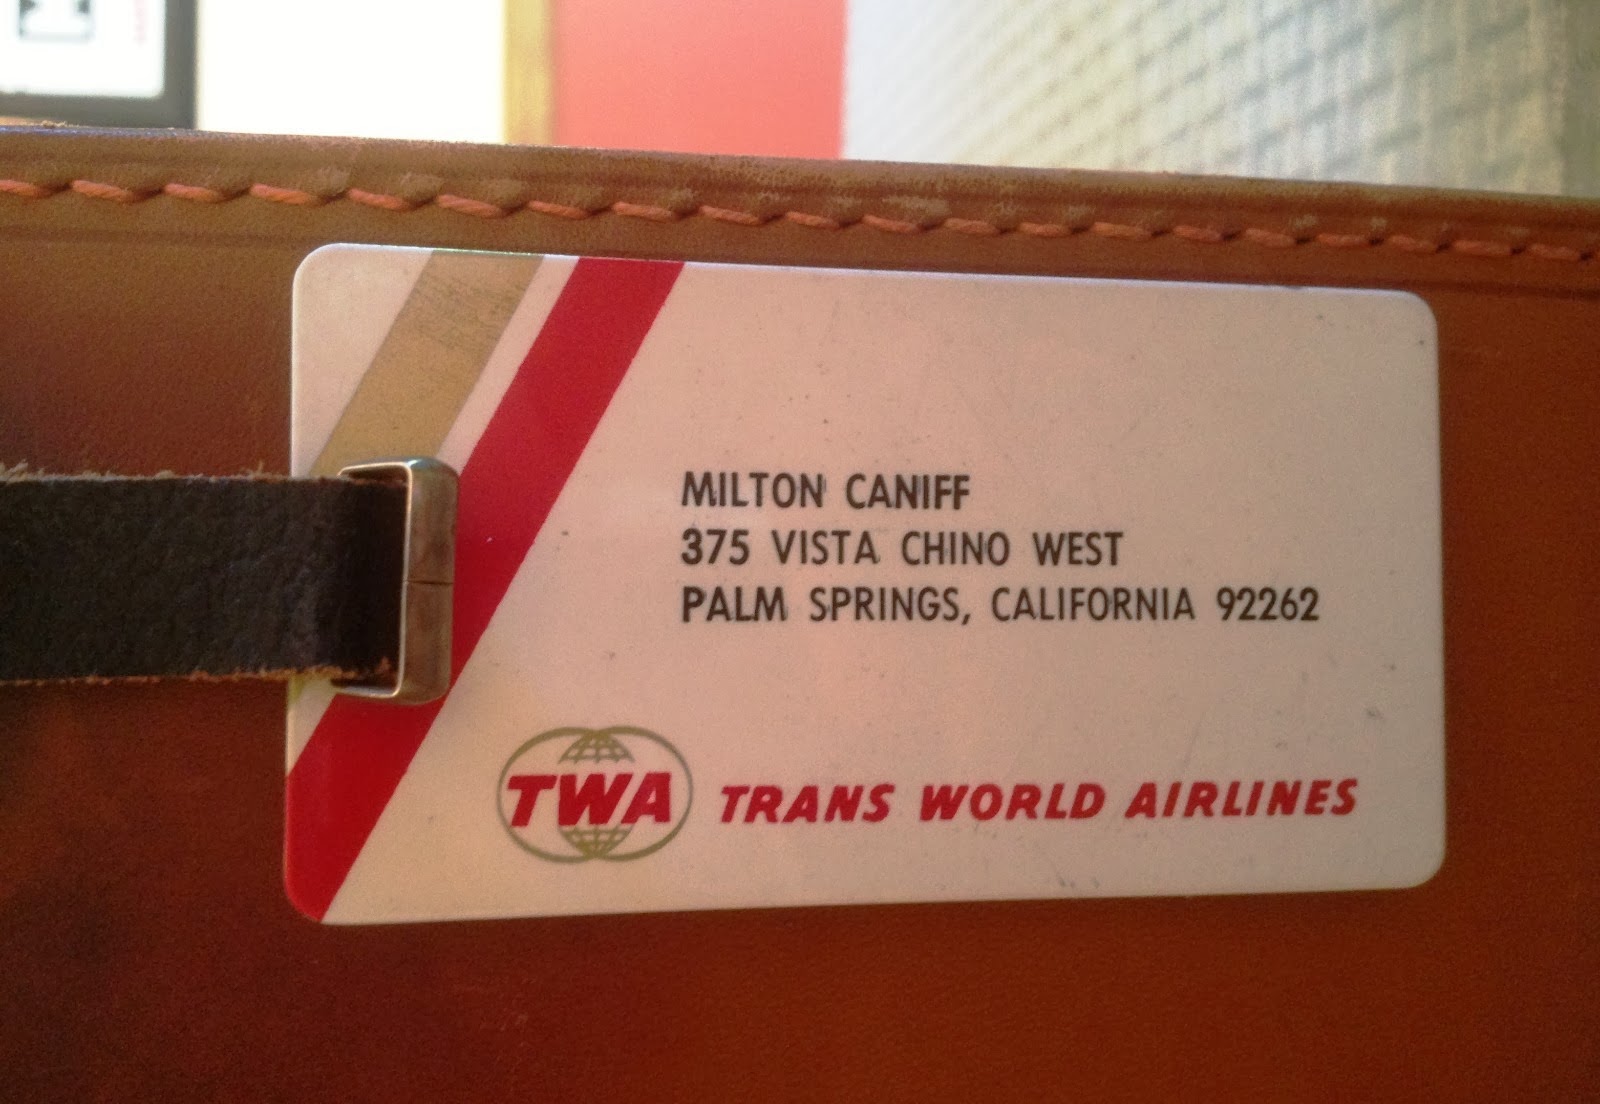 MILTON CANIFF
375 VISTA CHINO WEST
PALM SPRINGS, CALIFORNIA 92262
TWA TRANS WORLD AIRLINES